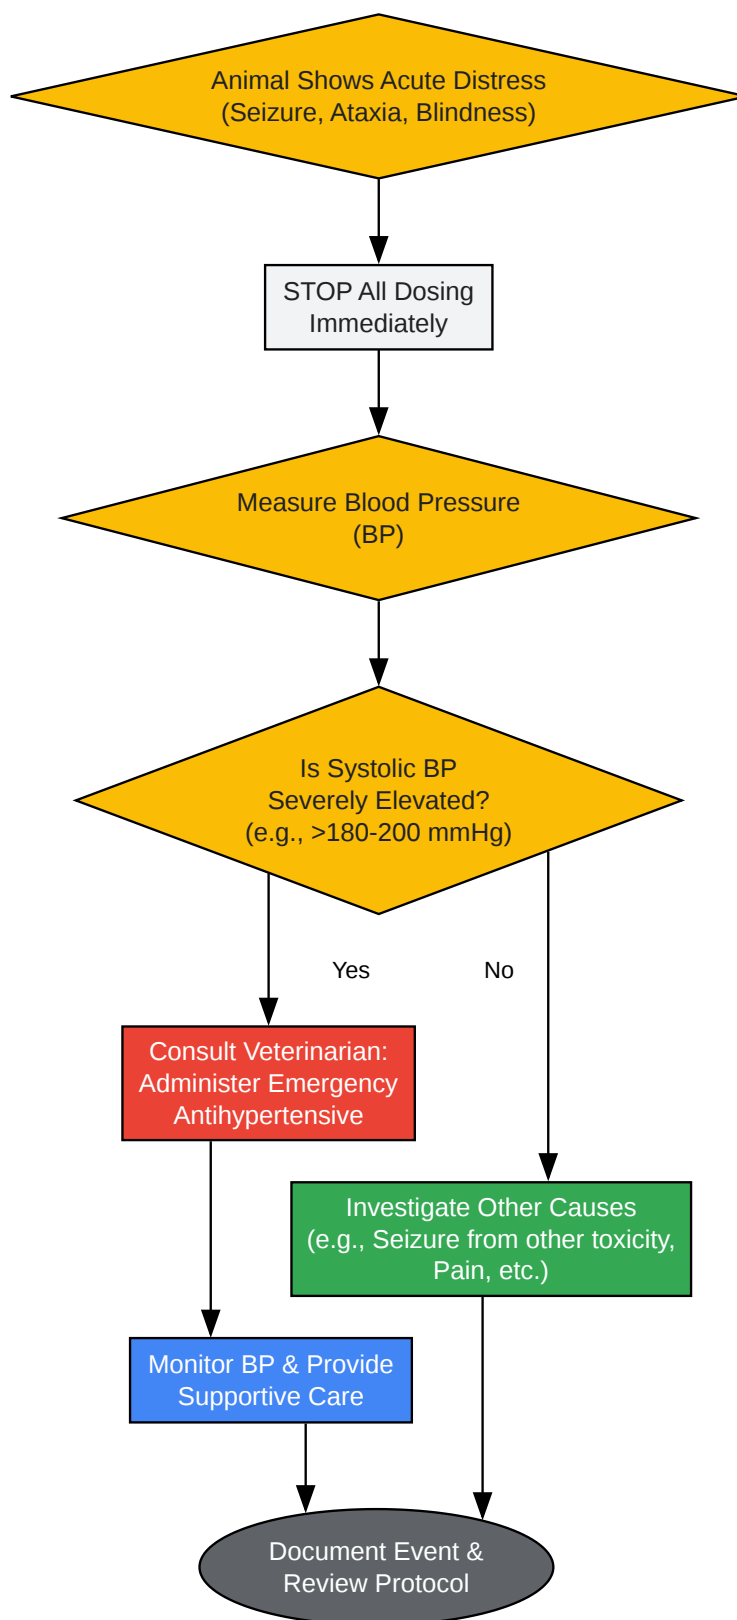 Animal Shows Acute Distress
(Seizure, Ataxia, Blindness)
STOP All Dosing
Immediately
Measure Blood Pressure
(BP)
Is Systolic BP
Severely Elevated?
(e.g., >180-200 mmHg)
Yes
No
Consult Veterinarian:
Administer Emergency
Antihypertensive
Investigate Other Causes
(e.g., Seizure from other toxicity,
Pain, etc.)
Monitor BP & Provide
Supportive Care
Document Event &
Review Protocol